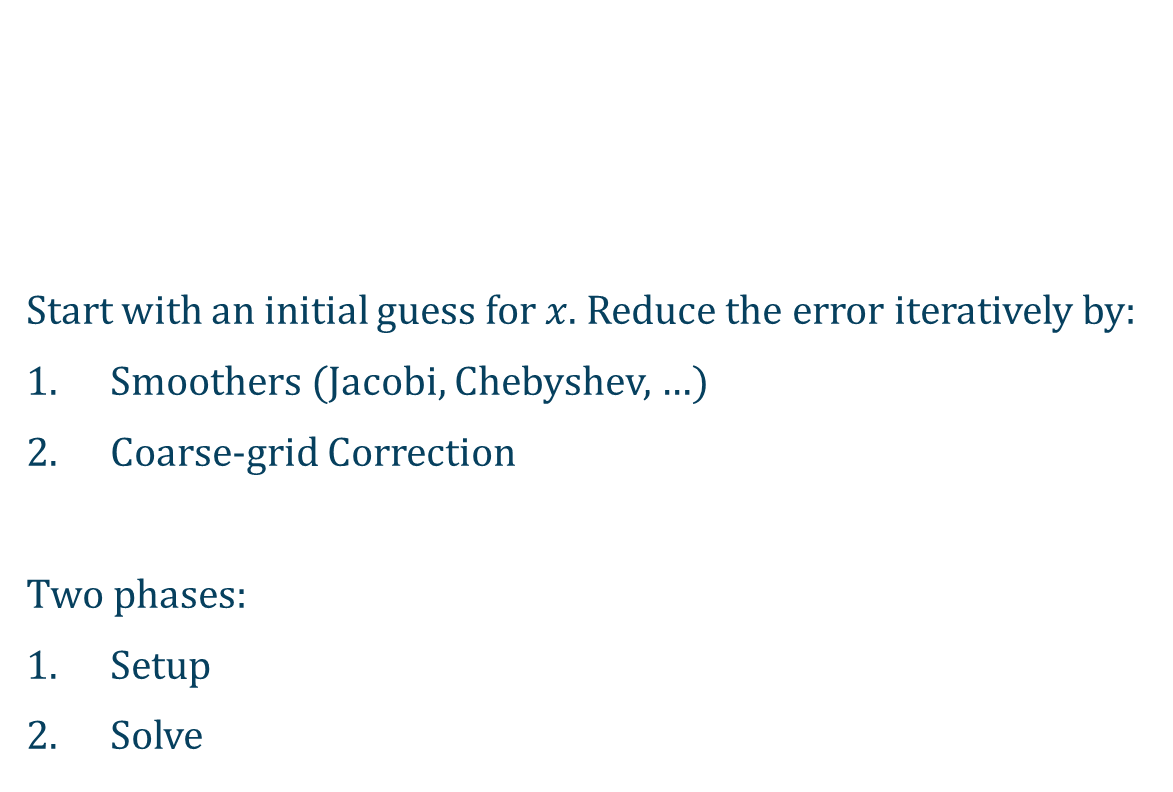 Start with an initial guess for x. Reduce the error iteratively by:
1. Smoothers (Jacobi, Chebyshev, …)
2. Coarse-grid Correction
Two phases:
1. Setup
2. Solve